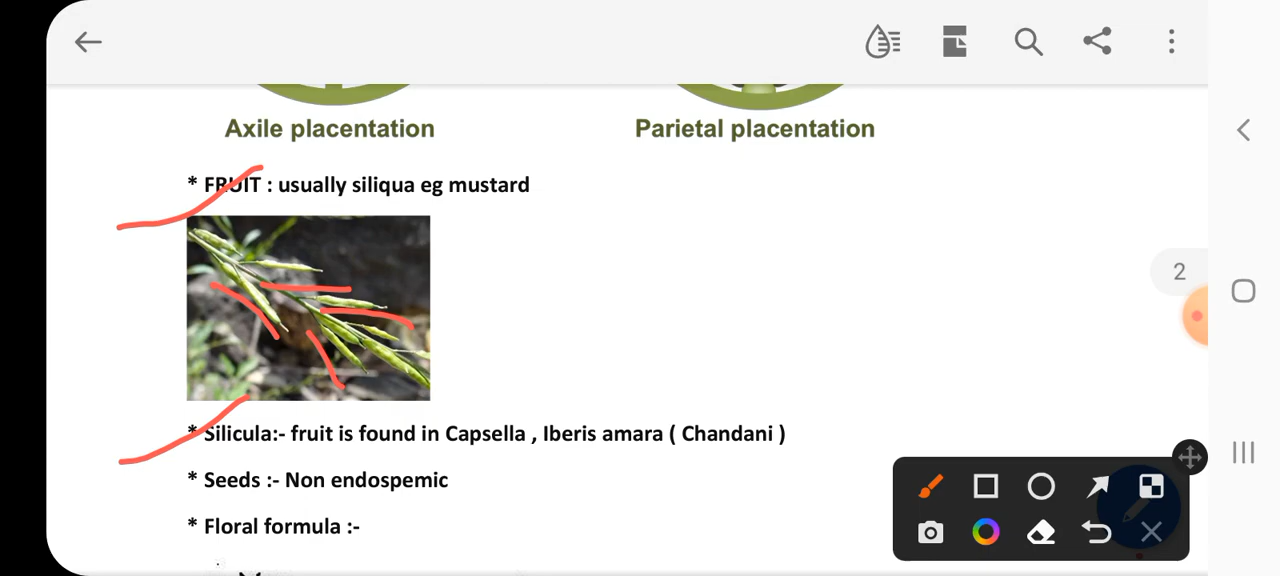 Axile placentation
Parietal placentation
* FRUIT : usually siliqua eg mustard
2
* Silicula:- fruit is found in Capsella , Iberis amara ( Chandani )
* Seeds :- Non endospemic
* Floral formula :-